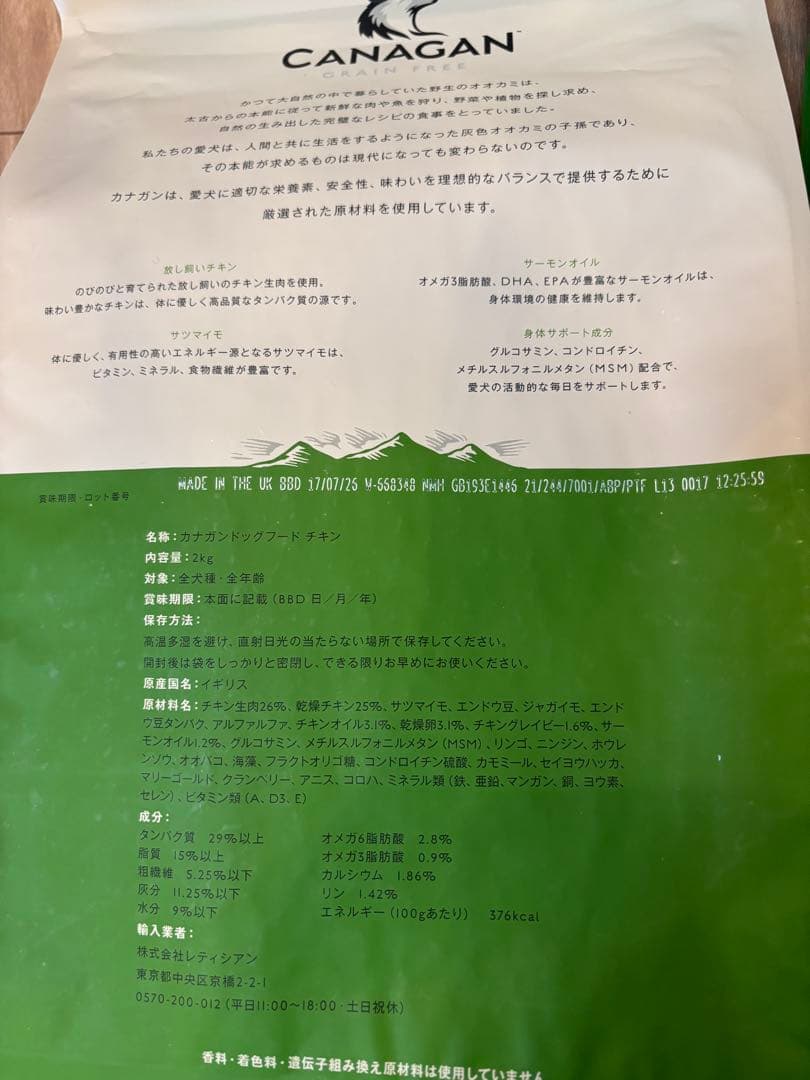 CANAGAN
GRAIN FREE
かつて大自然の中で暮らしていた野生のオオカミは、
太古からの本能に従って新鮮な肉や魚を狩り、野菜や植物を探し求め、
自然の生み出した完璧なレシピの食事をとっていました。
私たちの愛犬は、人間と共に生活をするようになった灰色オオカミの子孫であり、
その本能が求めるものは現代になっても変わらないのです。
カナガンは、愛犬に適切な栄養素、安全性、味わいを理想的なバランスで提供するために
厳選された原材料を使用しています。
放し飼いチキン
のびのびと育てられた放し飼いのチキン生肉を使用。
味わい豊かなチキンは、体に優しく高品質なタンパク質の源です。
サーモンオイル
オメガ3脂肪酸、DHA、EPAが豊富なサーモンオイルは、
身体環境の健康を維持します。
サツマイモ
体に優しく、有用性の高いエネルギー源となるサツマイモは、
ビタミン、ミネラル、食物繊維が豊富です。
身体サポート成分
グルコサミン、コンドロイチン、
メチルスルフォニルメタン(MSM)配合で、
愛犬の活動的な毎日をサポートします。
賞味期限・ロット番号
MADE IN THE UK BBD 17/07/26 W-558348 NMH GB193E1446 21/244/7001/ABP/PTF L13 0017 12:25:59
名称：カナガンドッグフード チキン
内容量：2kg
対象：全犬種・全年齢
賞味期限：本面に記載(BBD 日／月／年)
保存方法：
高温多湿を避け、直射日光の当たらない場所で保存してください。
開封後は袋をしっかりと密閉し、できる限りお早めにお使いください。
原産国名：イギリス
原材料名：チキン生肉26%、乾燥チキン25%、サツマイモ、エンドウ豆、ジャガイモ、エンド
ウ豆タンパク、アルファルファ、チキンオイル3.1%、乾燥卵3.1%、チキングレイビー1.6%、サー
モンオイル1.2%、グルコサミン、メチルスルフォニルメタン(MSM)、リンゴ、ニンジン、ホウレ
ンソウ、オオバコ、海藻、フラクトオリゴ糖、コンドロイチン硫酸、カモミール、セイヨウハッカ、
マリーゴールド、クランベリー、アニス、コロハ、ミネラル類(鉄、亜鉛、マンガン、銅、ヨウ素、
セレン)、ビタミン類(A、D3、E)
成分：
タンパク質 29%以上 オメガ6脂肪酸 2.8%
脂質 15%以上 オメガ3脂肪酸 0.9%
粗繊維 5.25%以下 カルシウム 1.86%
灰分 11.25%以下 リン 1.42%
水分 9%以下 エネルギー(100gあたり) 376kcal
輸入業者：
株式会社レティシアン
東京都中央区京橋2-2-1
0570-200-012(平日11:00〜18:00・土日祝休)
香料・着色料・遺伝子組み換え原材料は使用していません